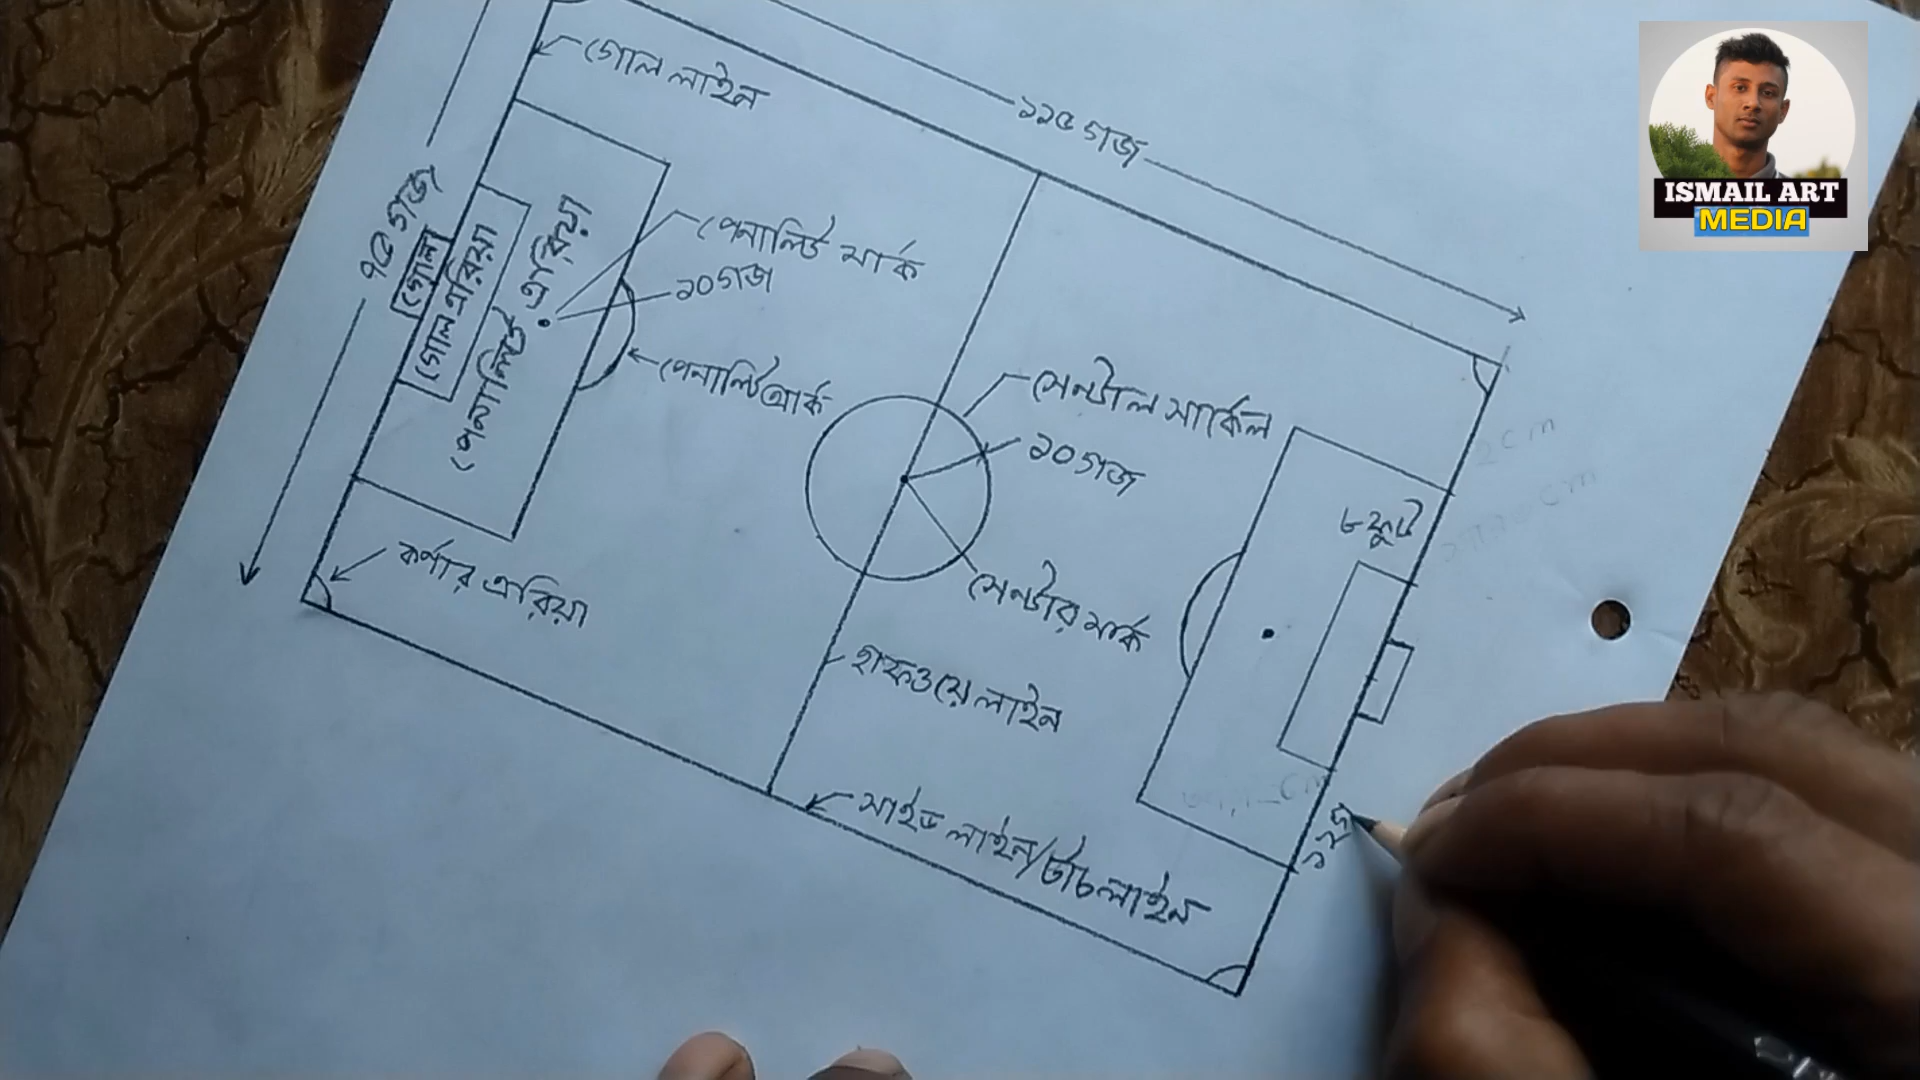 গোল লাইন
১১৫ গজ
৭৫ গজ
গোল
গোল এরিয়া
পেনাল্টি এরিয়া
পেনাল্টি মার্ক
১০গজ
পেনাল্টি আর্ক
সেন্টাল সার্কেল
১০গজ
সেন্টার মার্ক
৮ফুট
কর্ণার এরিয়া
হাফওয়ে লাইন
সাইড লাইন/টাচলাইন
ISMAIL ART
MEDIA